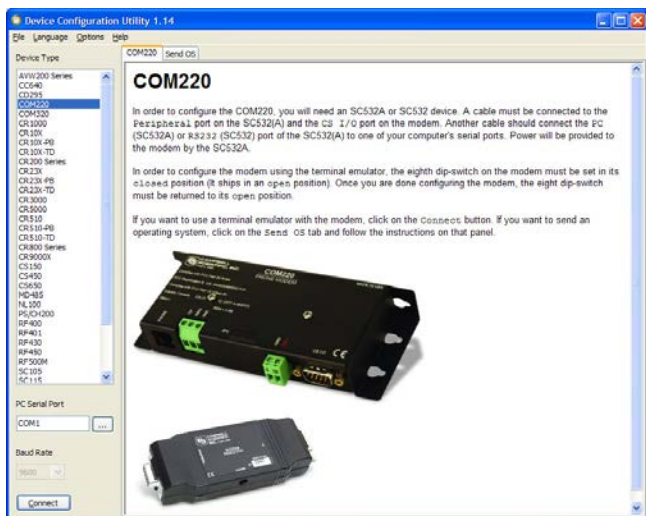 Device Configuration Utility 1.14
File Language Options Help
Device Type
COM220 Send OS
AVW200 Series
CC640
CD295
COM220
COM320
CR1000
CR10X
CR10X-PB
CR10X-TD
CR200 Series
CR23X
CR23X-PB
CR23X-TD
CR3000
CR5000
CR510
CR510-PB
CR510-TD
CR800 Series
CR9000X
CS150
CS450
CS650
MD485
NL100
PS/CH200
RF400
RF401
RF430
RF450
RF500M
SC105
SC115
PC Serial Port
COM1
...
Baud Rate
9600
Connect
COM220
In order to configure the COM220, you will need an SC532A or SC532 device. A cable must be connected to the
Peripheral port on the SC532(A) and the CS I/O port on the modem. Another cable should connect the PC
(SC532A) or RS232 (SC532) port of the SC532(A) to one of your computer's serial ports. Power will be provided to
the modem by the SC532A.
In order to configure the modem using the terminal emulator, the eighth dip-switch on the modem must be set in its
closed position (It ships in an open position). Once you are done configuring the modem, the eight dip-switch
must be returned to its open position.
If you want to use a terminal emulator with the modem, click on the Connect button. If you want to send an
operating system, click on the Send OS tab and follow the instructions on that panel.
COM220
PHONE MODEM